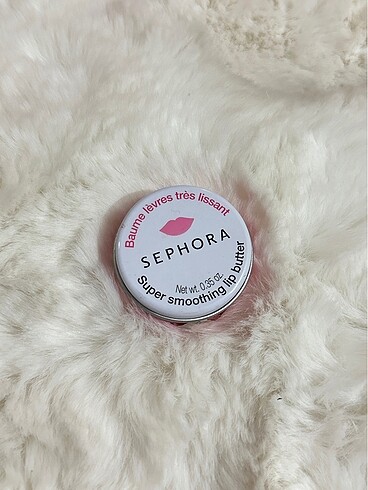 Baume lèvres très lissant
SEPHORA
Net wt. 0.35 oz.
Super smoothing lip butter